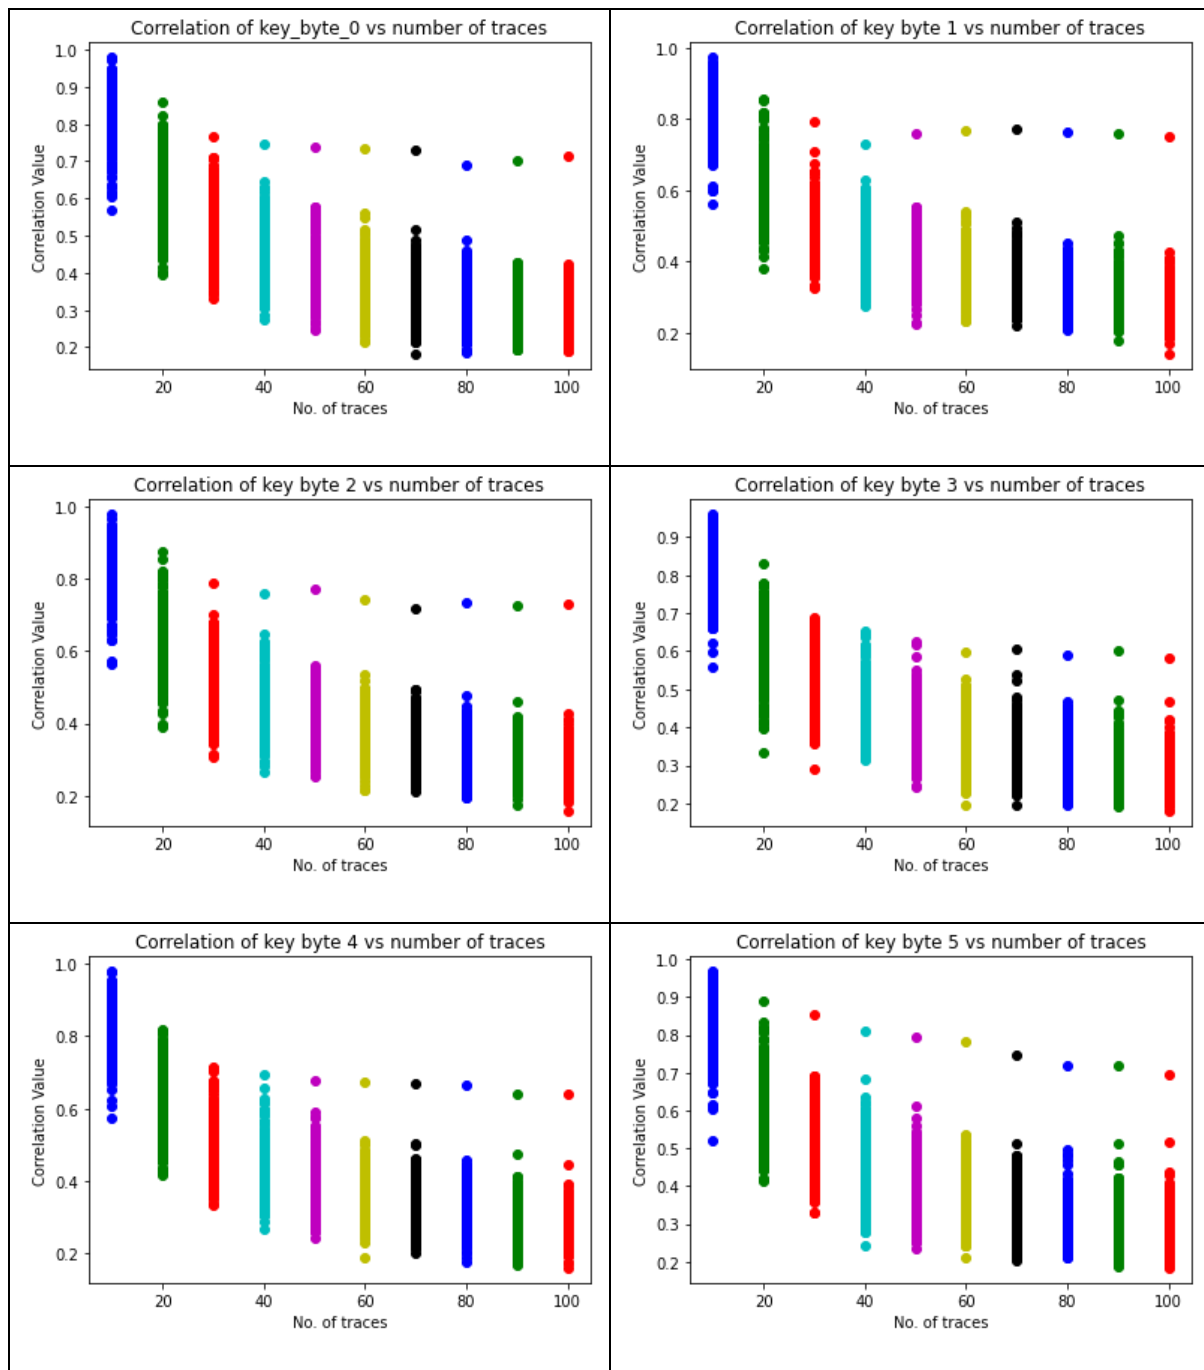 Correlation of key_byte_0 vs number of traces
Correlation Value
1.0
0.9
0.8
0.7
0.6
0.5
0.4
0.3
0.2
20 40 60 80 100
No. of traces
Correlation of key byte 1 vs number of traces
Correlation Value
1.0
0.8
0.6
0.4
0.2
20 40 60 80 100
No. of traces
Correlation of key byte 2 vs number of traces
Correlation Value
1.0
0.8
0.6
0.4
0.2
20 40 60 80 100
No. of traces
Correlation of key byte 3 vs number of traces
Correlation Value
0.9
0.8
0.7
0.6
0.5
0.4
0.3
0.2
20 40 60 80 100
No. of traces
Correlation of key byte 4 vs number of traces
Correlation Value
1.0
0.8
0.6
0.4
0.2
20 40 60 80 100
No. of traces
Correlation of key byte 5 vs number of traces
Correlation Value
1.0
0.9
0.8
0.7
0.6
0.5
0.4
0.3
0.2
20 40 60 80 100
No. of traces